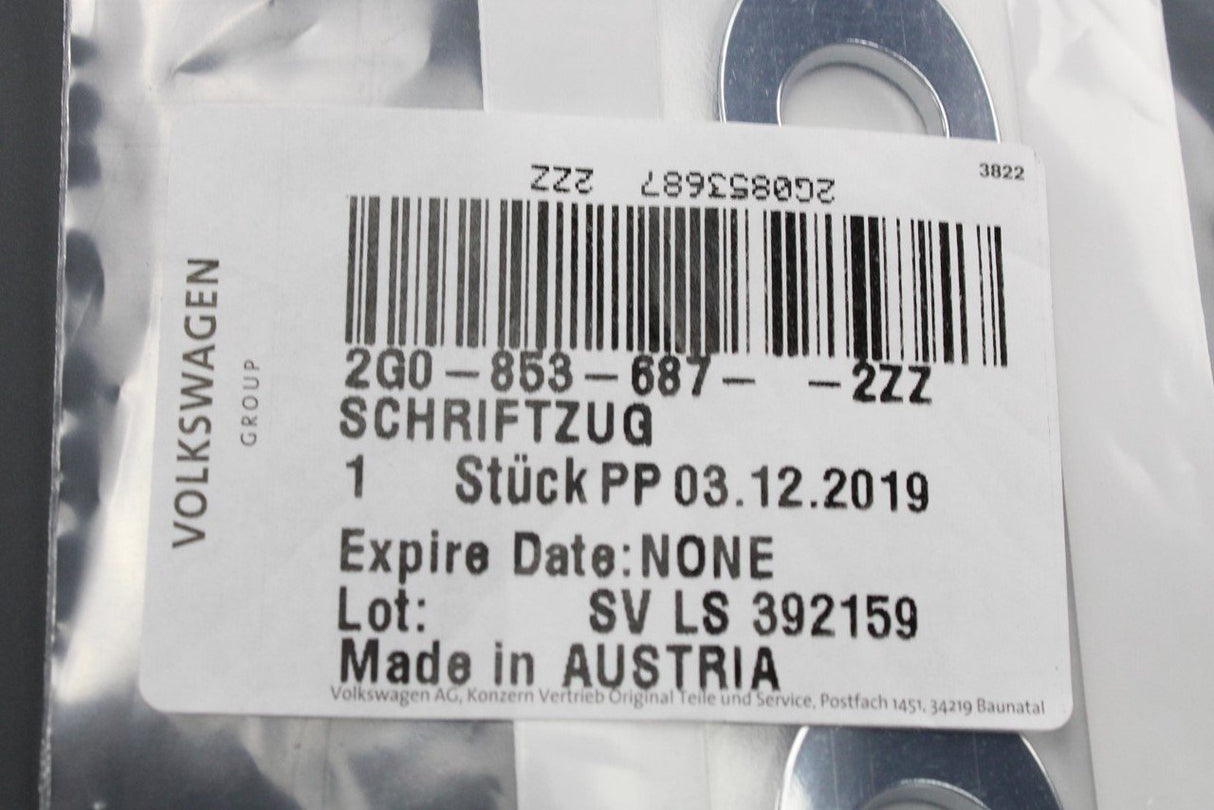 3822
2G0853687 2ZZ
VOLKSWAGEN
GROUP
2G0-853-687- -2ZZ
SCHRIFTZUG
1 Stück PP 03.12.2019
Expire Date:NONE
Lot: SV LS 392159
Made in AUSTRIA
Volkswagen AG, Konzern Vertrieb Original Teile und Service, Postfach 1451, 34219 Baunatal